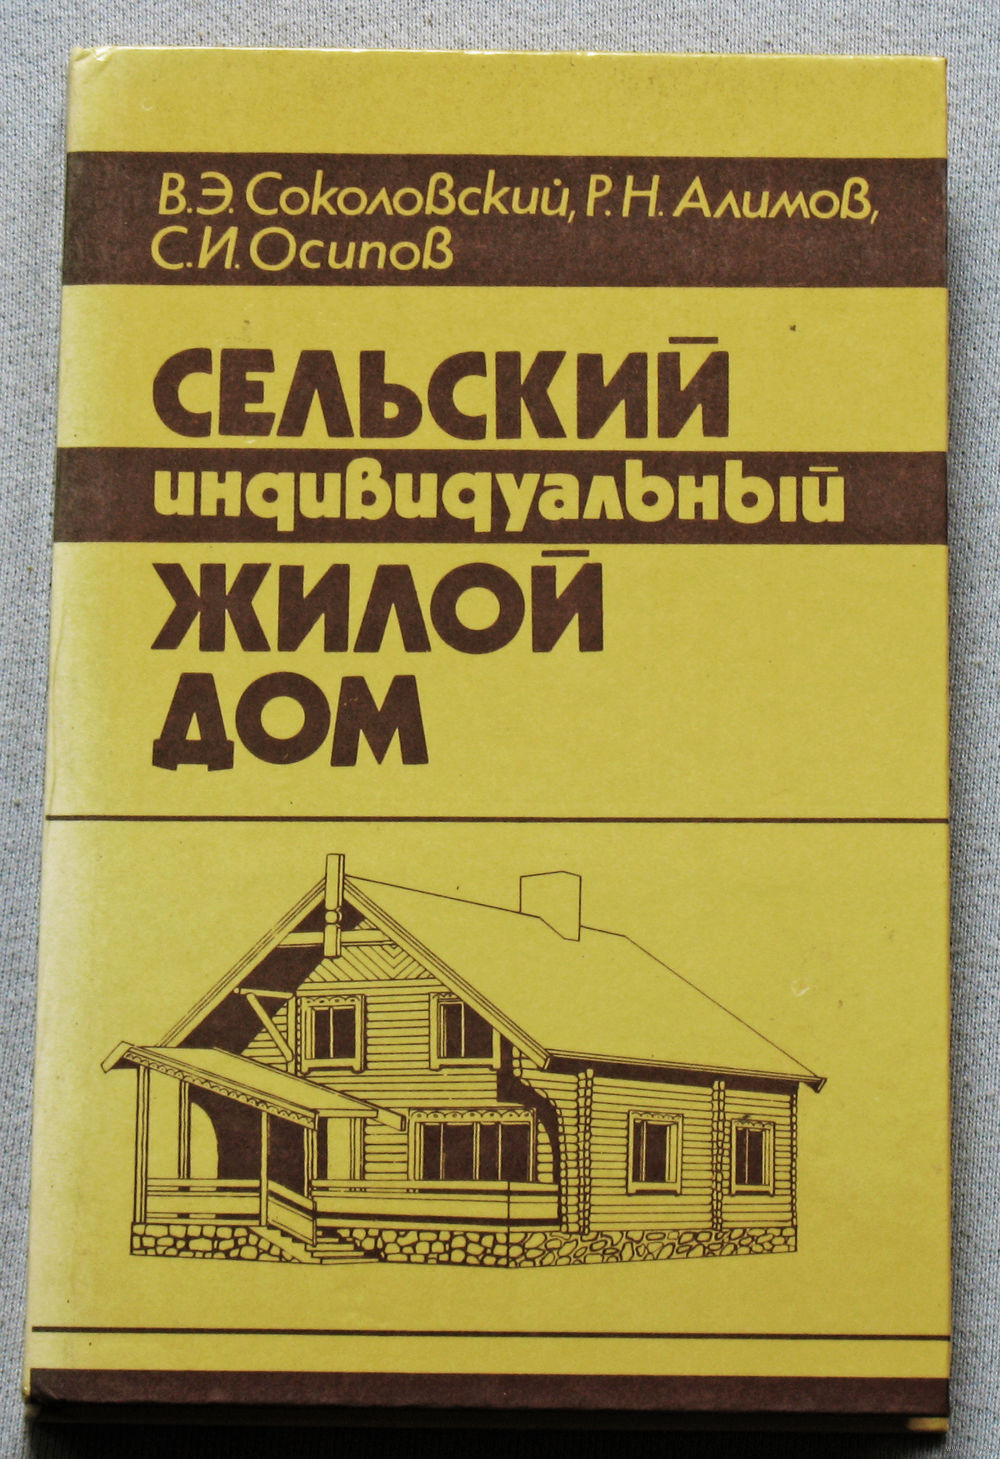 В.Э. Соколовский, Р.Н. Алимов,
С.И. Осипов
СЕЛЬСКИЙ
индивидуальный
ЖИЛОЙ
ДОМ